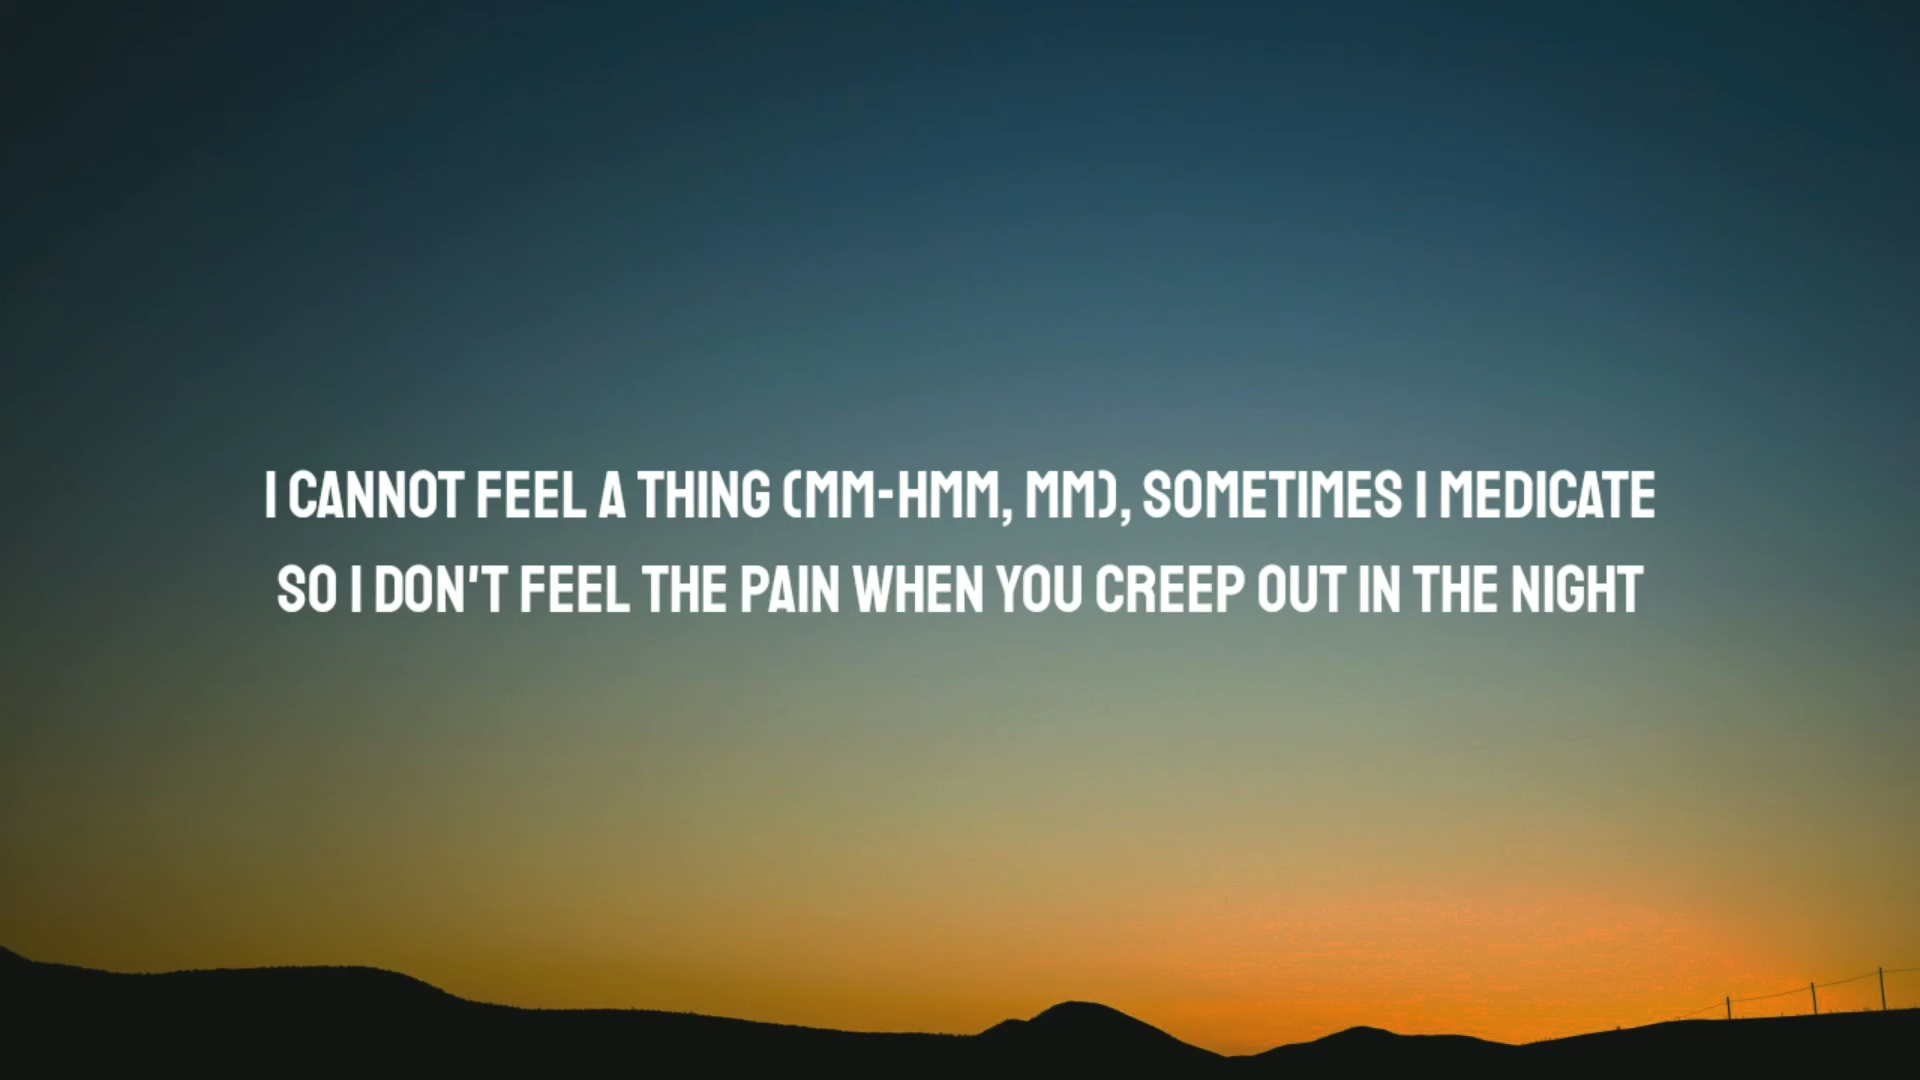 I CANNOT FEEL A THING (MM-HMM, MM), SOMETIMES I MEDICATE
SO I DON'T FEEL THE PAIN WHEN YOU CREEP OUT IN THE NIGHT